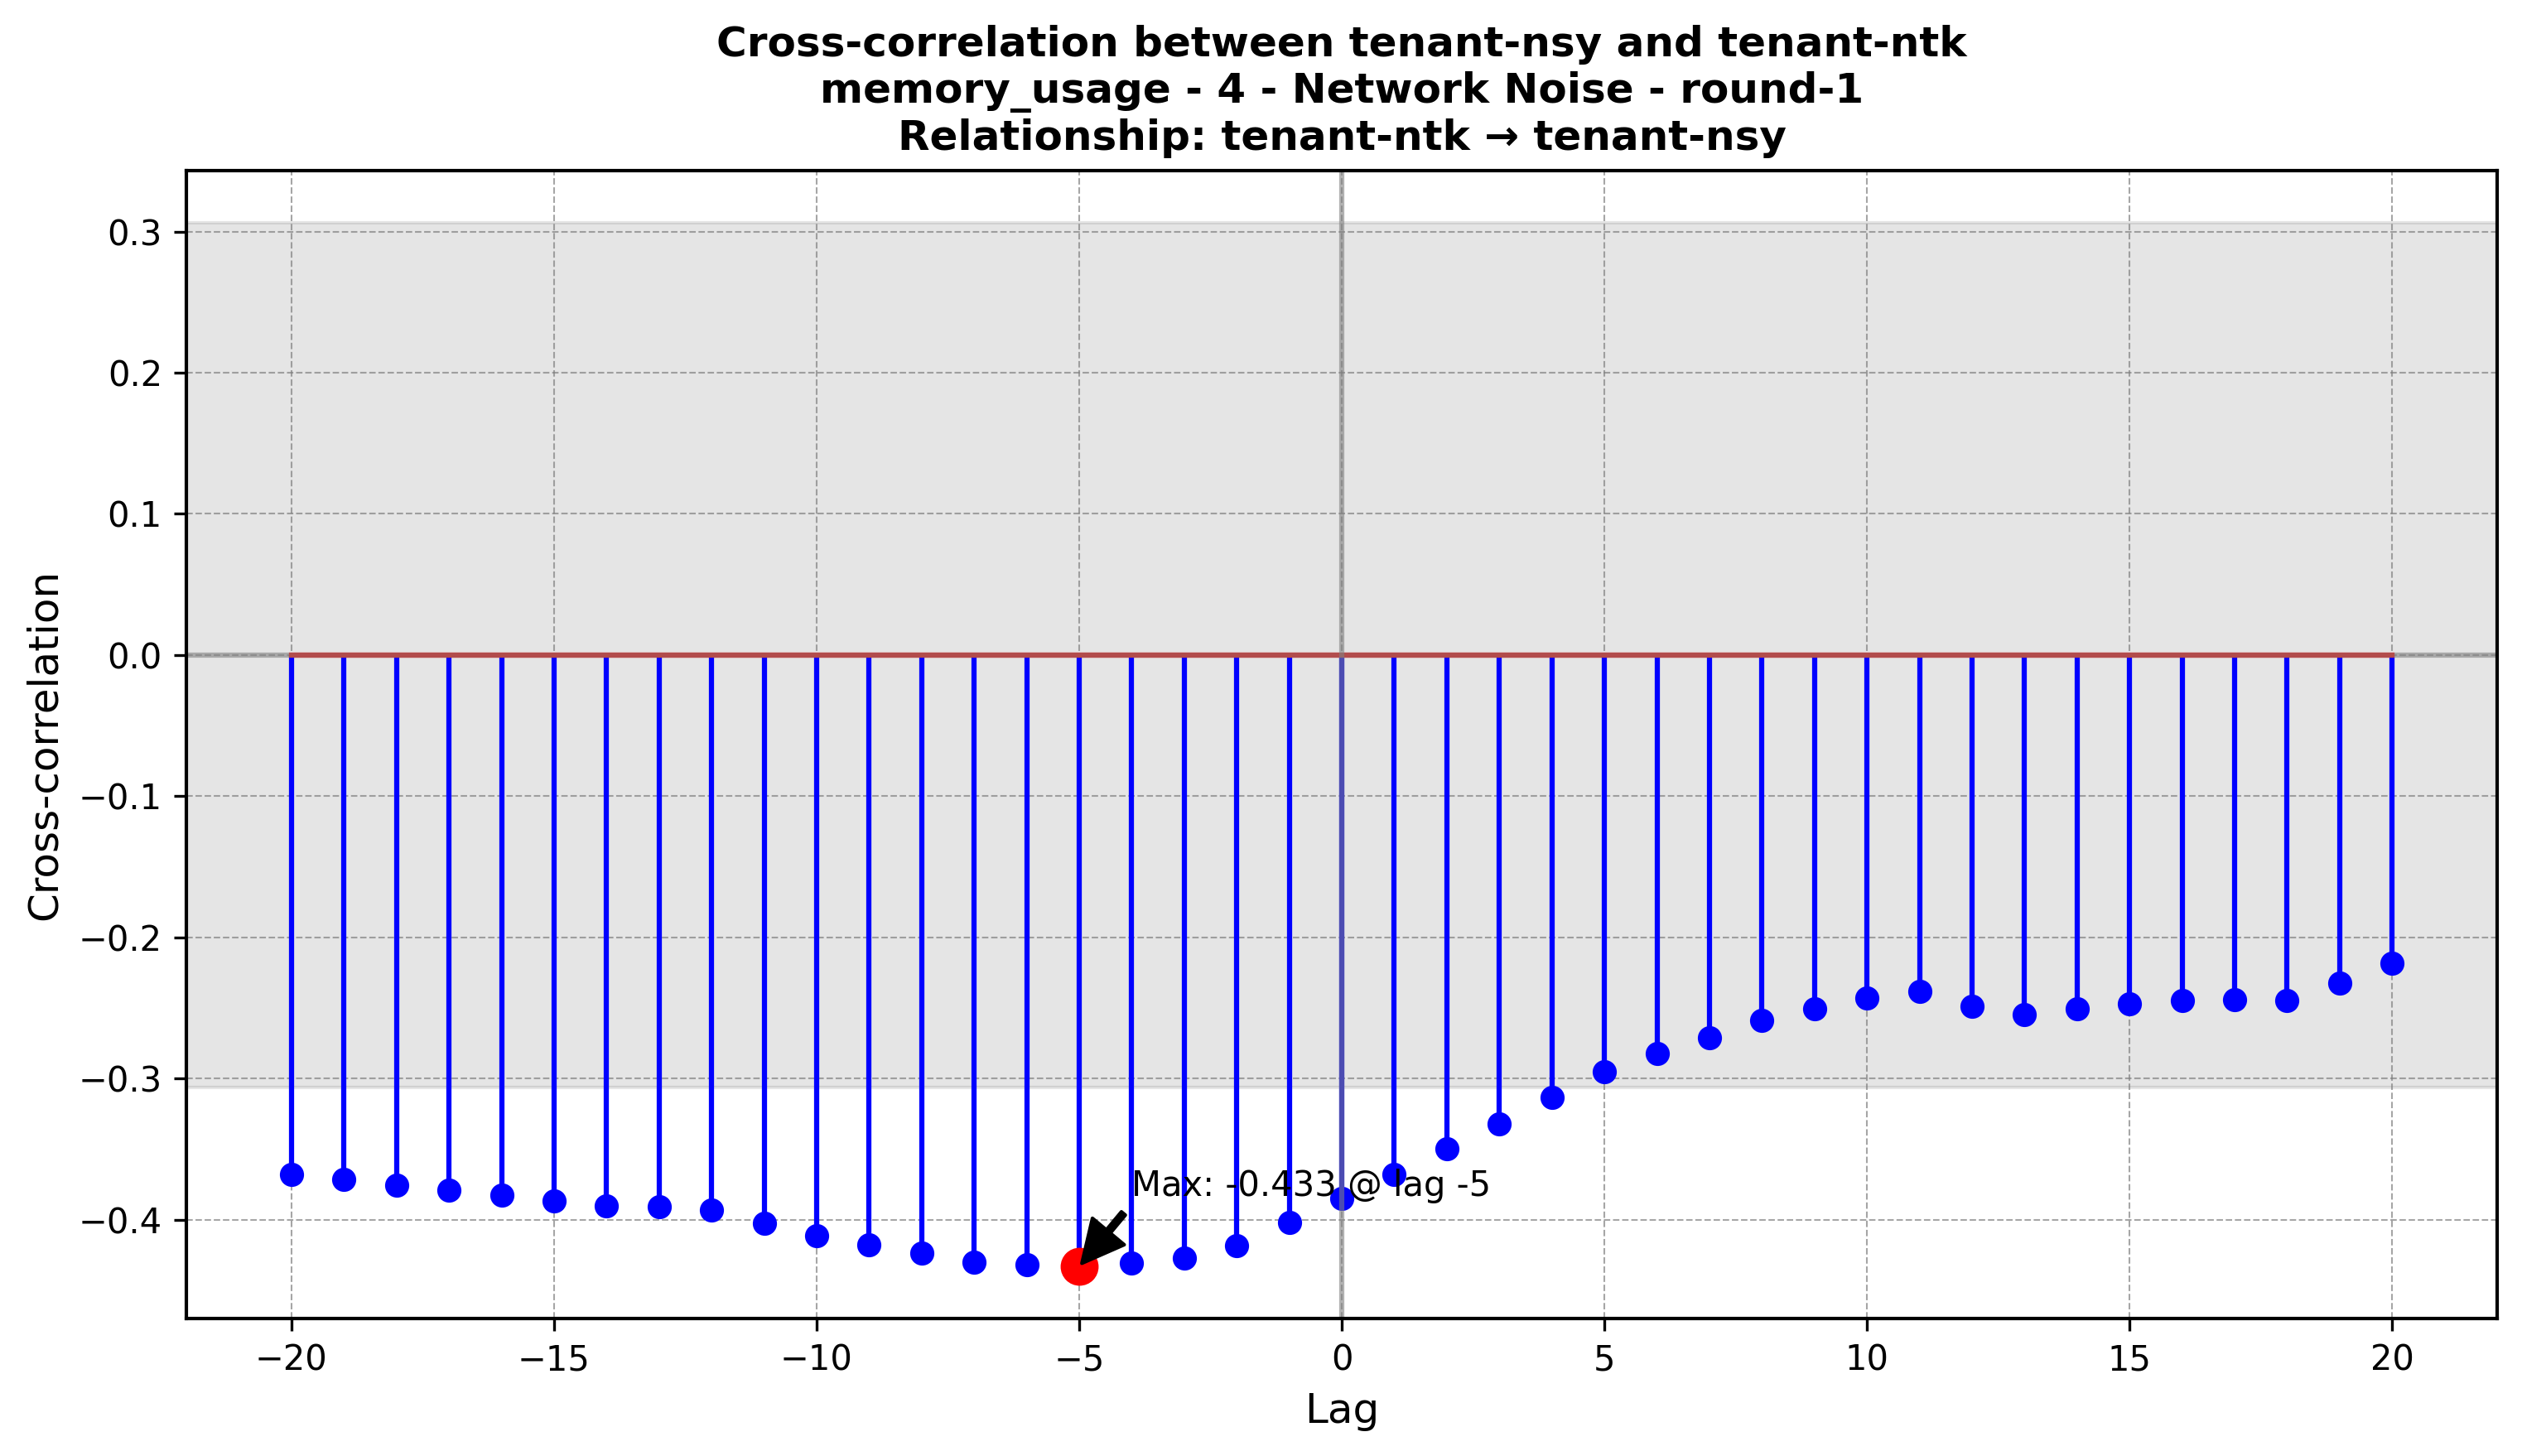 Cross-correlation between tenant-nsy and tenant-ntk
memory_usage - 4 - Network Noise - round-1
Relationship: tenant-ntk → tenant-nsy
Cross-correlation
0.3
0.2
0.1
0.0
−0.1
−0.2
−0.3
−0.4
Max: -0.433 @ lag -5
−20
−15
−10
−5
0
5
10
15
20
Lag